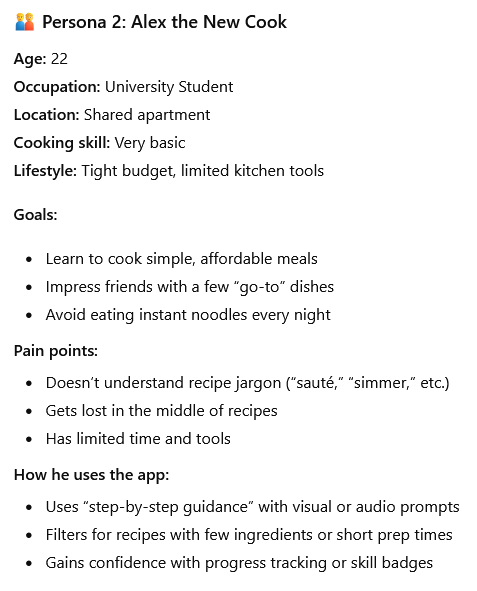 👬 Persona 2: Alex the New Cook
Age: 22
Occupation: University Student
Location: Shared apartment
Cooking skill: Very basic
Lifestyle: Tight budget, limited kitchen tools
Goals:
• Learn to cook simple, affordable meals
• Impress friends with a few “go-to” dishes
• Avoid eating instant noodles every night
Pain points:
• Doesn’t understand recipe jargon (“sauté,” “simmer,” etc.)
• Gets lost in the middle of recipes
• Has limited time and tools
How he uses the app:
• Uses “step-by-step guidance” with visual or audio prompts
• Filters for recipes with few ingredients or short prep times
• Gains confidence with progress tracking or skill badges